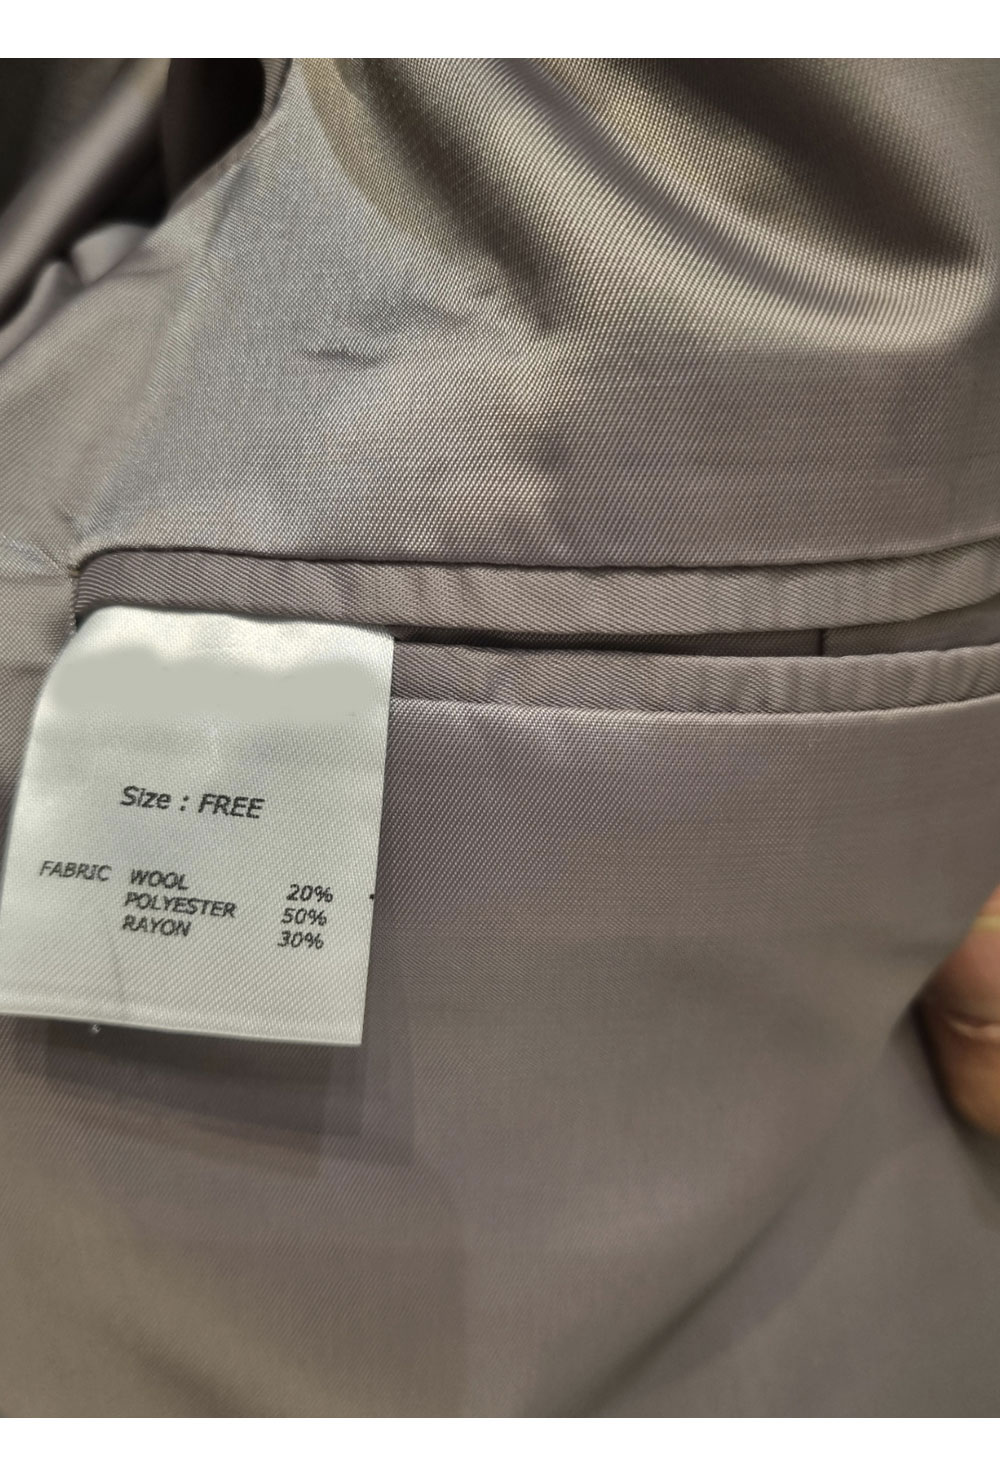 Size : FREE
FABRIC WOOL 20%
POLYESTER 50%
RAYON 30%